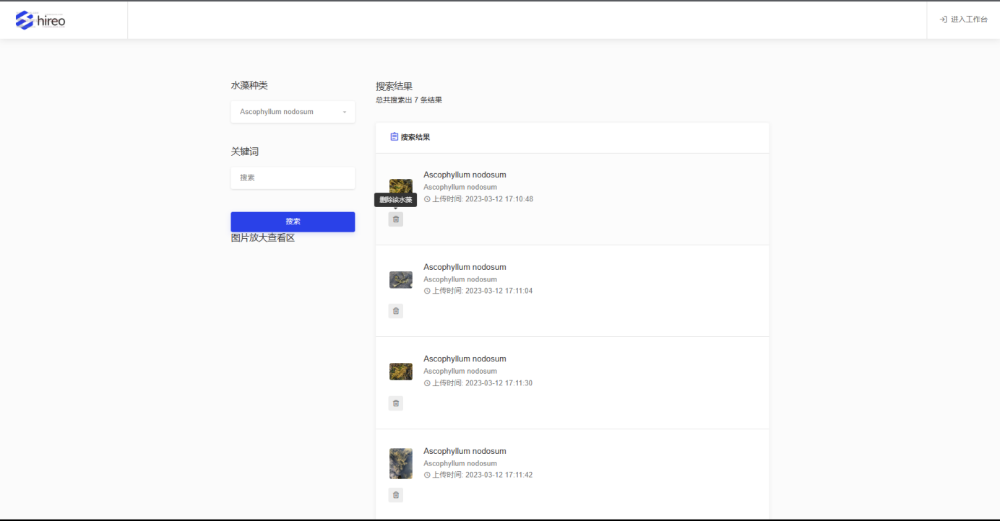 hireo
进入工作台
水藻种类
Ascophyllum nodosum
关键词
搜索
搜索
图片放大查看区
搜索结果
总共搜索出 7 条结果
搜索结果
Ascophyllum nodosum
Ascophyllum nodosum
上传时间: 2023-03-12 17:10:48
删除该水藻
Ascophyllum nodosum
Ascophyllum nodosum
上传时间: 2023-03-12 17:11:04
Ascophyllum nodosum
Ascophyllum nodosum
上传时间: 2023-03-12 17:11:30
Ascophyllum nodosum
Ascophyllum nodosum
上传时间: 2023-03-12 17:11:42